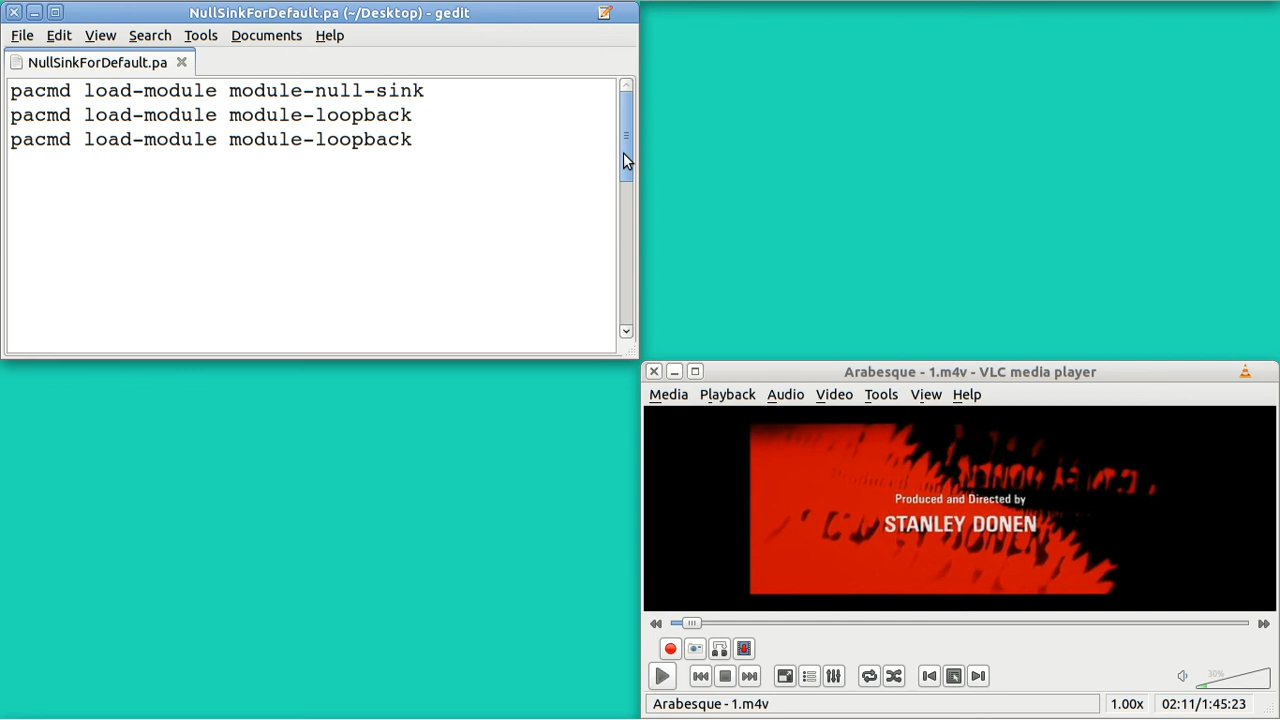 NullSinkForDefault.pa (~/Desktop) - gedit
File Edit View Search Tools Documents Help
NullSinkForDefault.pa
pacmd load-module module-null-sink
pacmd load-module module-loopback
pacmd load-module module-loopback
Arabesque - 1.m4v - VLC media player
Media Playback Audio Video Tools View Help
Produced and Directed by
STANLEY DONEN
30%
Arabesque - 1.m4v 1.00x 02:11/1:45:23